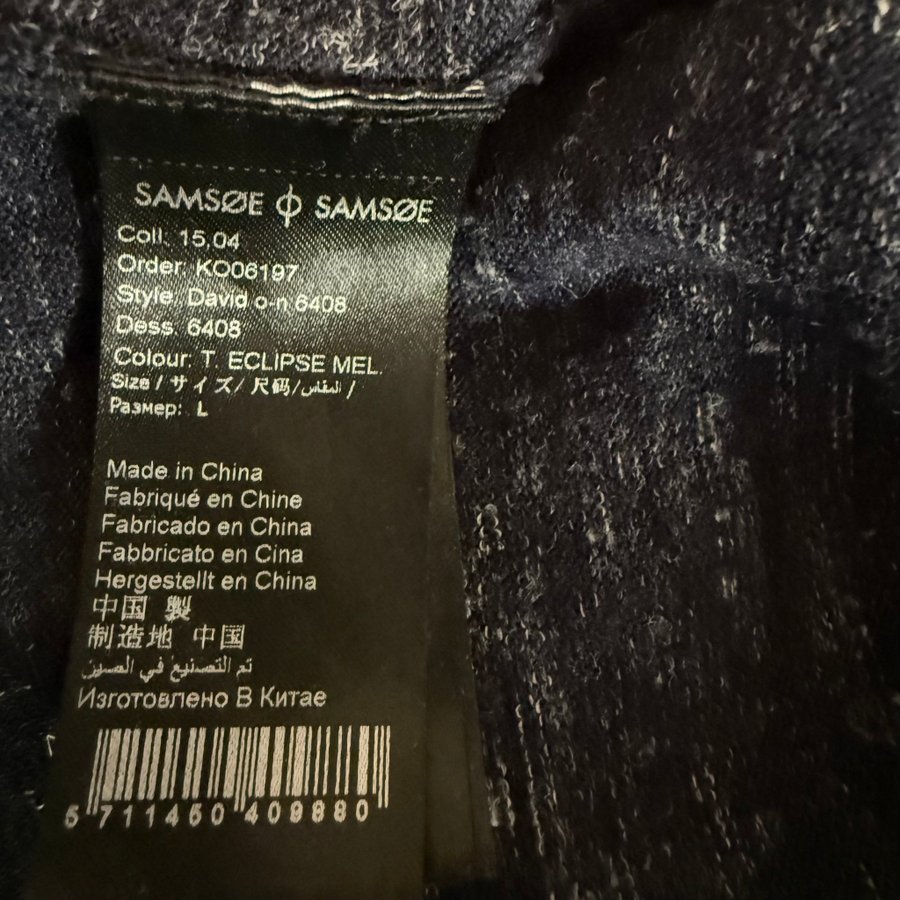 SAMSØE ϕ SAMSØE
Coll. 15.04
Order: KO06197
Style: David o-n 6408
Dess. 6408
Colour: T. ECLIPSE MEL.
Size / サイズ/ 尺码/المقاس /
Размер: L
Made in China
Fabriqué en Chine
Fabricado en China
Fabbricato en Cina
Hergestellt en China
中国 製
制造地 中国
تم التصنيع في الصين
Изготовлено В Китае
5 711450 409880